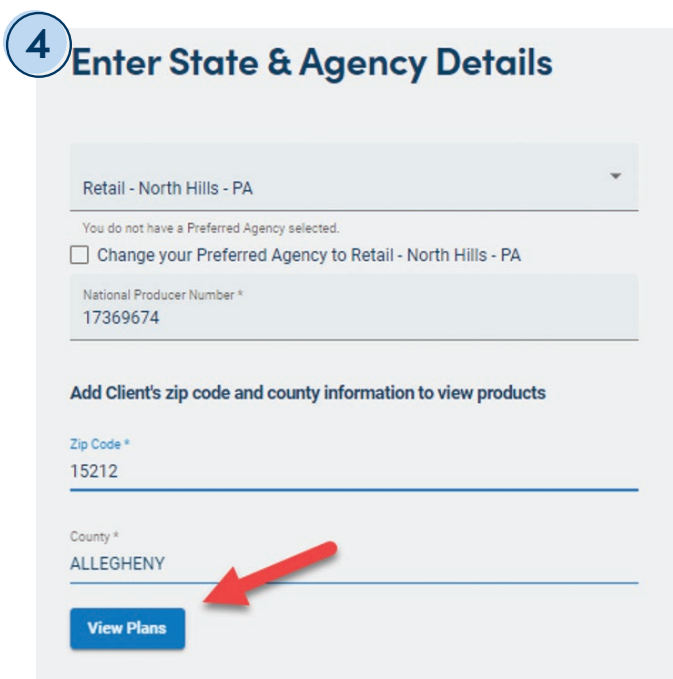 4
Enter State & Agency Details
Retail - North Hills - PA
You do not have a Preferred Agency selected.
Change your Preferred Agency to Retail - North Hills - PA
National Producer Number *
17369674
Add Client's zip code and county information to view products
Zip Code *
15212
County *
ALLEGHENY
View Plans